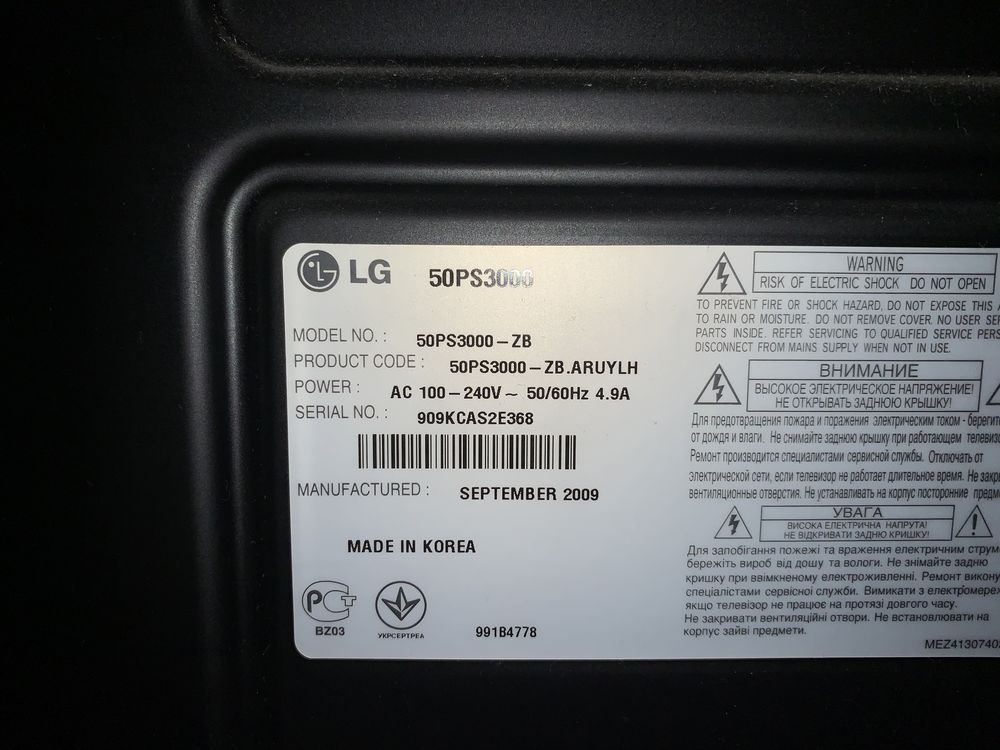 LG 50PS3000
MODEL NO. : 50PS3000-ZB
PRODUCT CODE : 50PS3000-ZB.ARUYLH
POWER : AC 100-240V ~ 50/60Hz 4.9A
SERIAL NO. : 909KCAS2E368
MANUFACTURED : SEPTEMBER 2009
MADE IN KOREA
PCT
BZ03
УКРСЕРТРЕА
991B4778
WARNING
RISK OF ELECTRIC SHOCK DO NOT OPEN
TO PREVENT FIRE OR SHOCK HAZARD, DO NOT EXPOSE THIS
TO RAIN OR MOISTURE. DO NOT REMOVE COVER. NO USER
PARTS INSIDE. REFER SERVICING TO QUALIFIED SERVICE
DISCONNECT FROM MAINS SUPPLY WHEN NOT IN USE.
ВНИМАНИЕ
ВЫСОКОЕ ЭЛЕКТРИЧЕСКОЕ НАПРЯЖЕНИЕ!
НЕ ОТКРЫВАТЬ ЗАДНЮЮ КРЫШКУ!
Для предотвращения пожара и поражения электрическим током -
от дождя и влаги. Не снимайте заднюю крышку при работающем
Ремонт производится специалистами сервисной службы. Отключать от
электрической сети, если телевизор не работает длительное время. Не
вентиляционные отверстия. Не устанавливать на корпус посторонние
УВАГА
ВИСОКА ЕЛЕКТРИЧНА НАПРУГА!
НЕ ВІДКРИВАТИ ЗАДНЮ КРИШКУ!
Для запобігання пожежі та враження електричним
бережіть вироб від дошу та вологи. Не знімайте задню
кришку при ввімкненому електроживленні. Ремонт
спеціалістами сервісної служби. Вимикати з
якщо телевізор не працює на протязі довгого часу.
Не закривати вентиляційні отвори. Не встановлювати на
корпус зайві предмети.
MEZ4130740